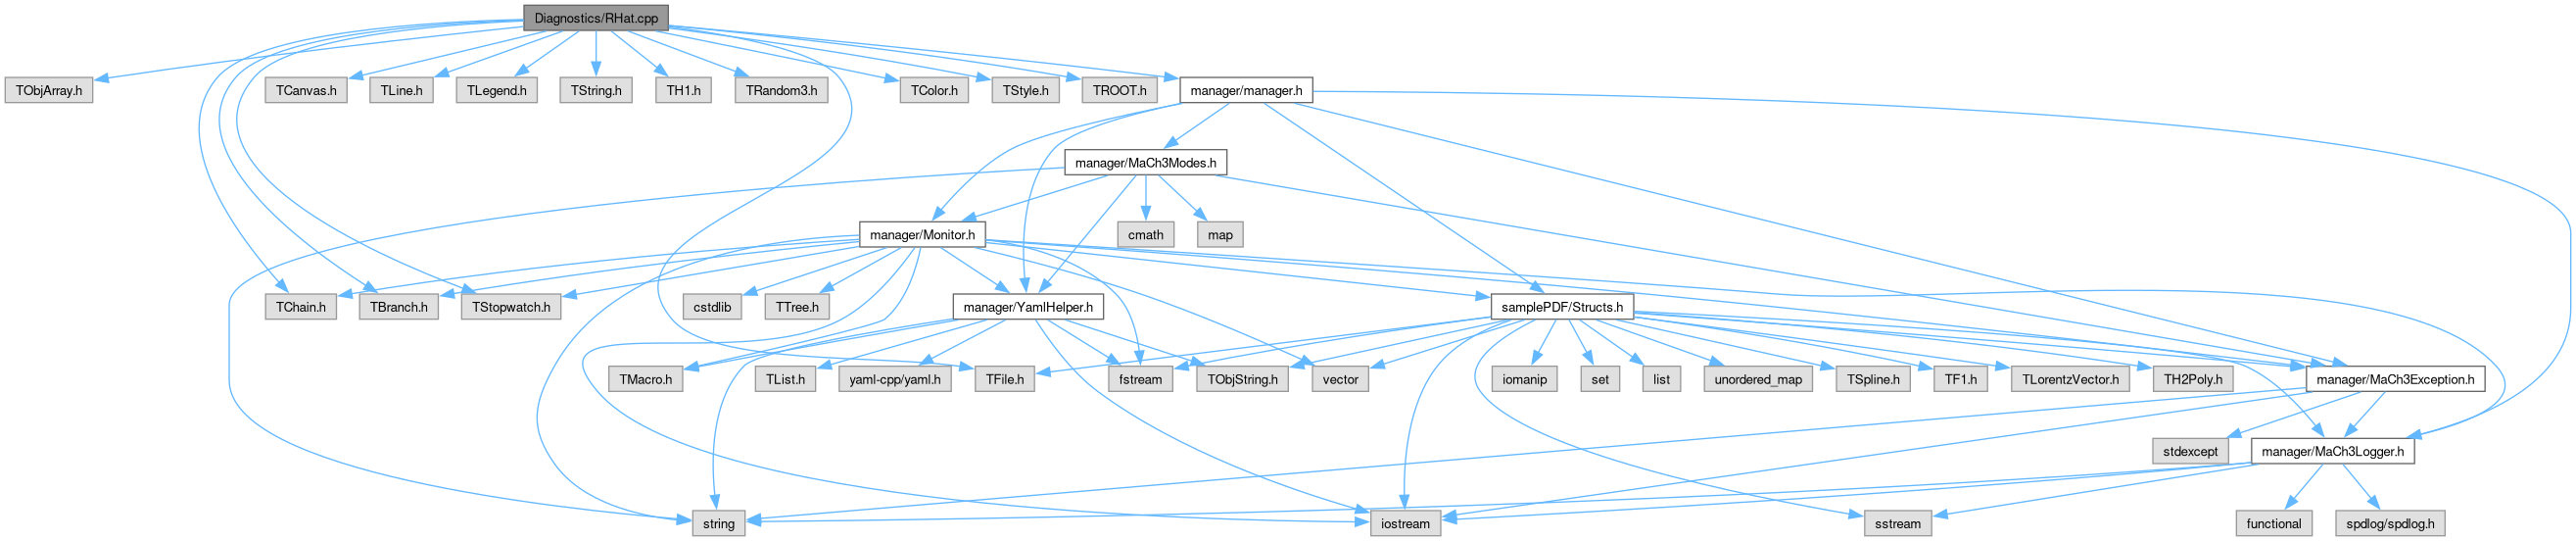 Diagnostics/RHat.cpp
TObjArray.h
TCanvas.h
TLine.h
TLegend.h
TString.h
TH1.h
TRandom3.h
TColor.h
TStyle.h
TROOT.h
manager/manager.h
manager/MaCh3Modes.h
manager/Monitor.h
cmath
map
TChain.h
TBranch.h
TStopwatch.h
cstdlib
TTree.h
manager/YamlHelper.h
samplePDF/Structs.h
TMacro.h
TList.h
yaml-cpp/yaml.h
TFile.h
fstream
TObjString.h
vector
iomanip
set
list
unordered_map
TSpline.h
TF1.h
TLorentzVector.h
TH2Poly.h
manager/MaCh3Exception.h
stdexcept
manager/MaCh3Logger.h
string
iostream
sstream
functional
spdlog/spdlog.h